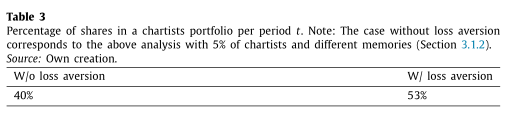 Table 3
Percentage of shares in a chartists portfolio per period t. Note: The case without loss aversion
corresponds to the above analysis with 5% of chartists and different memories (Section 3.1.2).
Source: Own creation.
W/o loss aversion W/ loss aversion
40% 53%